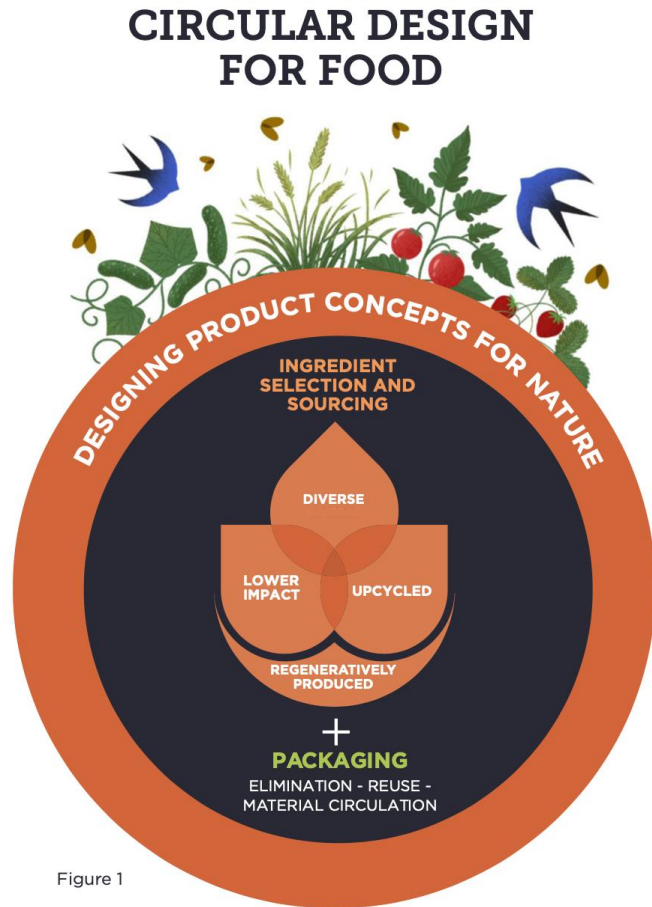 CIRCULAR DESIGN
FOR FOOD
DESIGNING PRODUCT CONCEPTS FOR NATURE
INGREDIENT
SELECTION AND
SOURCING
DIVERSE
LOWER
IMPACT
UPCYCLED
REGENERATIVELY
PRODUCED
+
PACKAGING
ELIMINATION - REUSE -
MATERIAL CIRCULATION
Figure 1